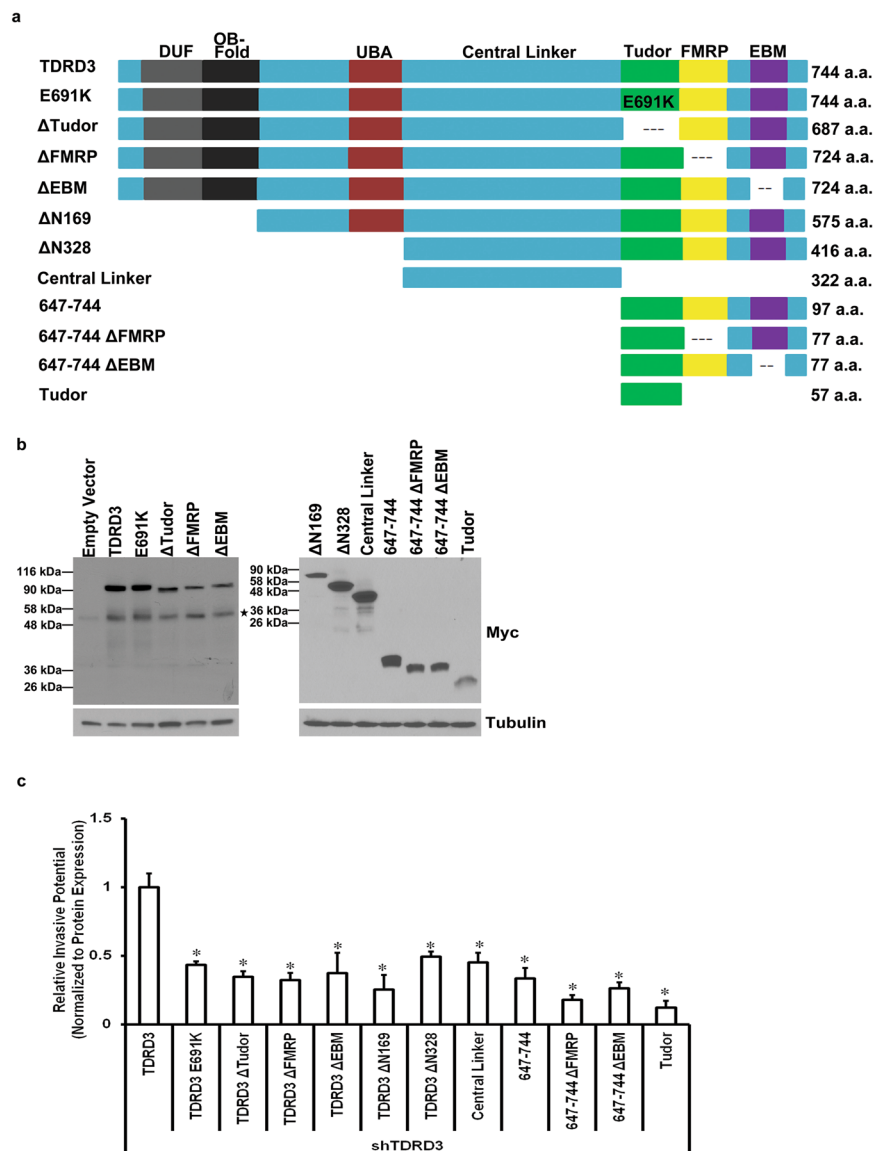 a
DUF OB-Fold UBA Central Linker Tudor FMRP EBM
TDRD3 744 a.a.
E691K E691K 744 a.a.
ΔTudor --- 687 a.a.
ΔFMRP --- 724 a.a.
ΔEBM -- 724 a.a.
ΔN169 575 a.a.
ΔN328 416 a.a.
Central Linker 322 a.a.
647-744 97 a.a.
647-744 ΔFMRP --- 77 a.a.
647-744 ΔEBM -- 77 a.a.
Tudor 57 a.a.
b
Empty Vector
TDRD3
E691K
ΔTudor
ΔFMRP
ΔEBM
116 kDa
90 kDa
58 kDa
48 kDa
36 kDa
26 kDa
★
ΔN169
ΔN328
Central Linker
647-744
647-744 ΔFMRP
647-744 ΔEBM
Tudor
90 kDa
58 kDa
48 kDa
36 kDa
26 kDa
Myc
Tubulin
c
Relative Invasive Potential
(Normalized to Protein Expression)
1.5
1
0.5
0
* * * * * * * * * * *
TDRD3
TDRD3 E691K
TDRD3 ΔTudor
TDRD3 ΔFMRP
TDRD3 ΔEBM
TDRD3 ΔN169
TDRD3 ΔN328
Central Linker
647-744
647-744 ΔFMRP
647-744 ΔEBM
Tudor
shTDRD3